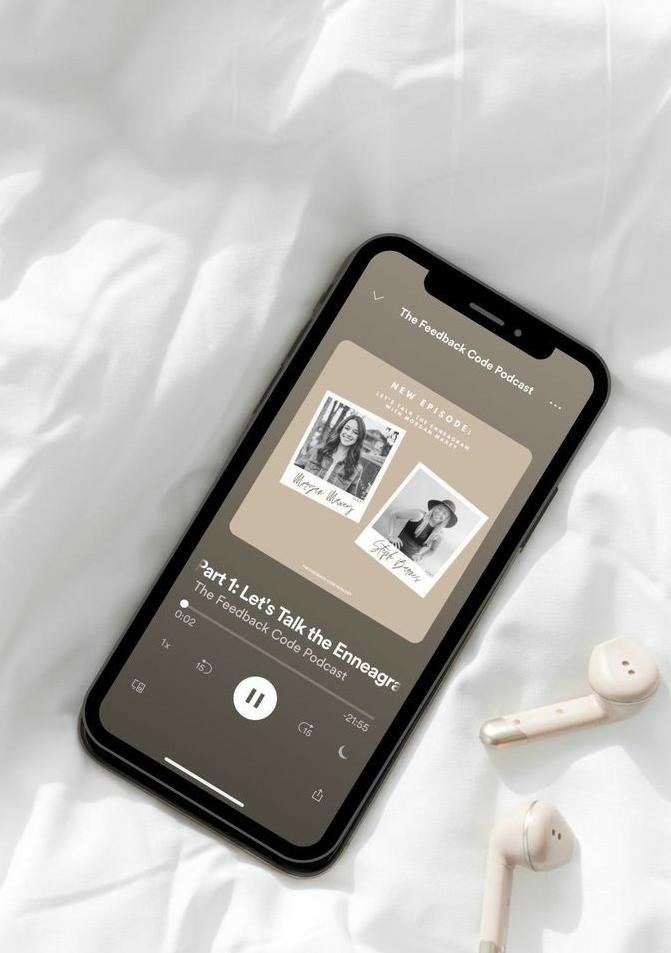 The Feedback Code Podcast
NEW EPISODE:
LET'S TALK THE ENNEAGRAM
WITH MORGAN MAXEY
Morgan Maxey
Steph
Part 1: Let's Talk the Enneagra
The Feedback Code Podcast
0:02
-21:55
1x
15
15